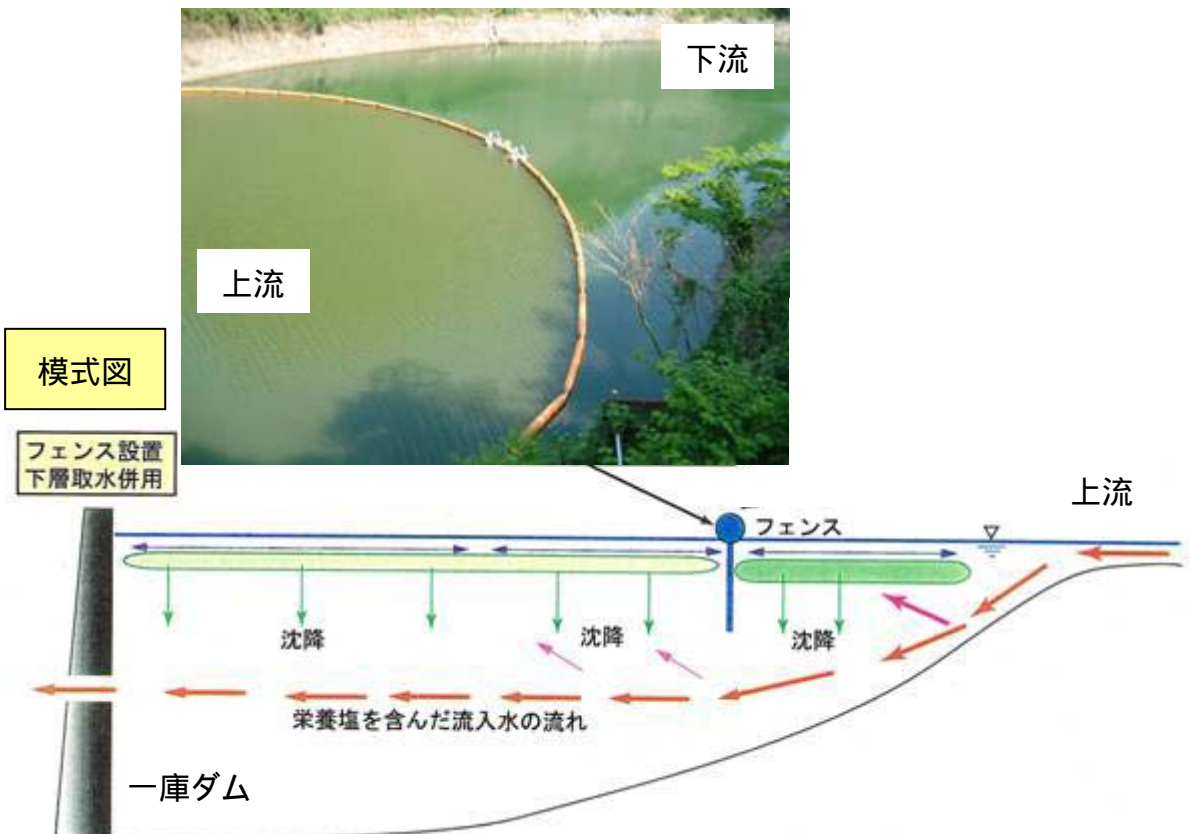 下流
上流
模式図
フェンス設置
下層取水併用
上流
フェンス
沈降
沈降
沈降
栄養塩を含んだ流入水の流れ
一庫ダム